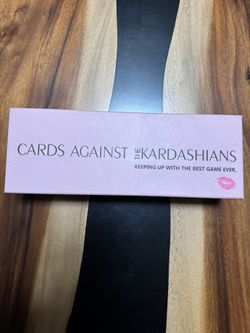 CARDS AGAINST THE KARDASHIANS
KEEPING UP WITH THE BEST GAME EVER.